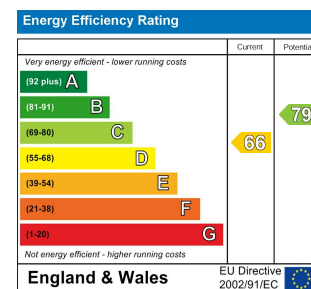 Energy Efficiency Rating
Current Potentia
Very energy efficient - lower running costs
(92 plus) A
(81-91) B
79
(69-80) C
66
(55-68) D
(39-54) E
(21-38) F
(1-20) G
Not energy efficient - higher running costs
England & Wales
EU Directive
2002/91/EC